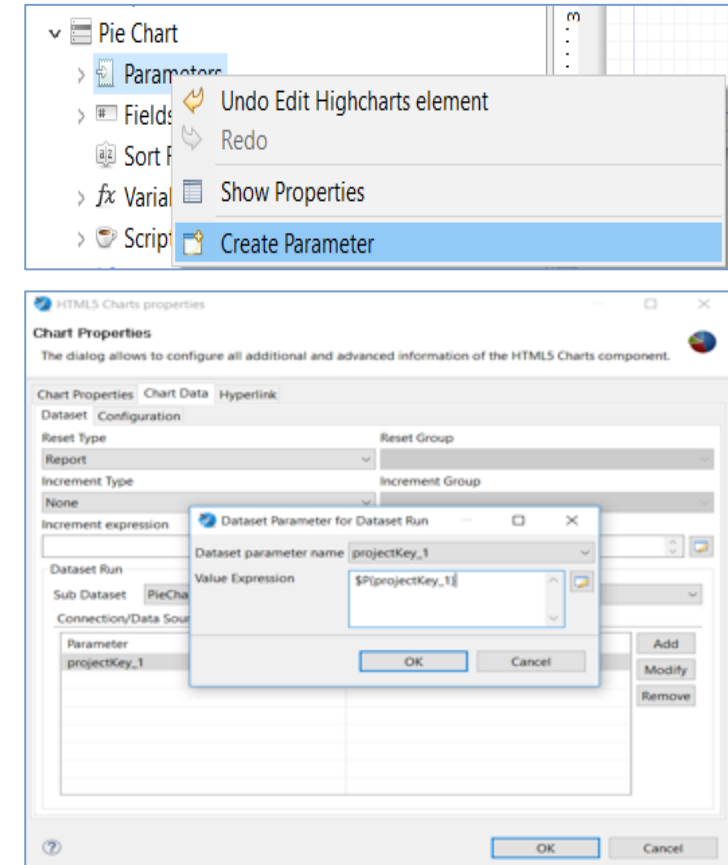 Pie Chart
3
Parameters
Undo Edit Highcharts element
Fields
Redo
Sort F
Show Properties
fx Varial
Script
Create Parameter
HTML5 Charts properties
Chart Properties
The dialog allows to configure all additional and advanced information of the HTML5 Charts component.
Chart Properties Chart Data Hyperlink
Dataset Configuration
Reset Type Reset Group
Report
Increment Type Increment Group
None
Increment expression
Dataset Parameter for Dataset Run
Dataset parameter name projectKey_1
Value Expression $P{projectKey_1}
OK Cancel
Dataset Run
Sub Dataset PieCha
Connection/Data Sour
Parameter
projectKey_1
Add
Modify
Remove
OK Cancel